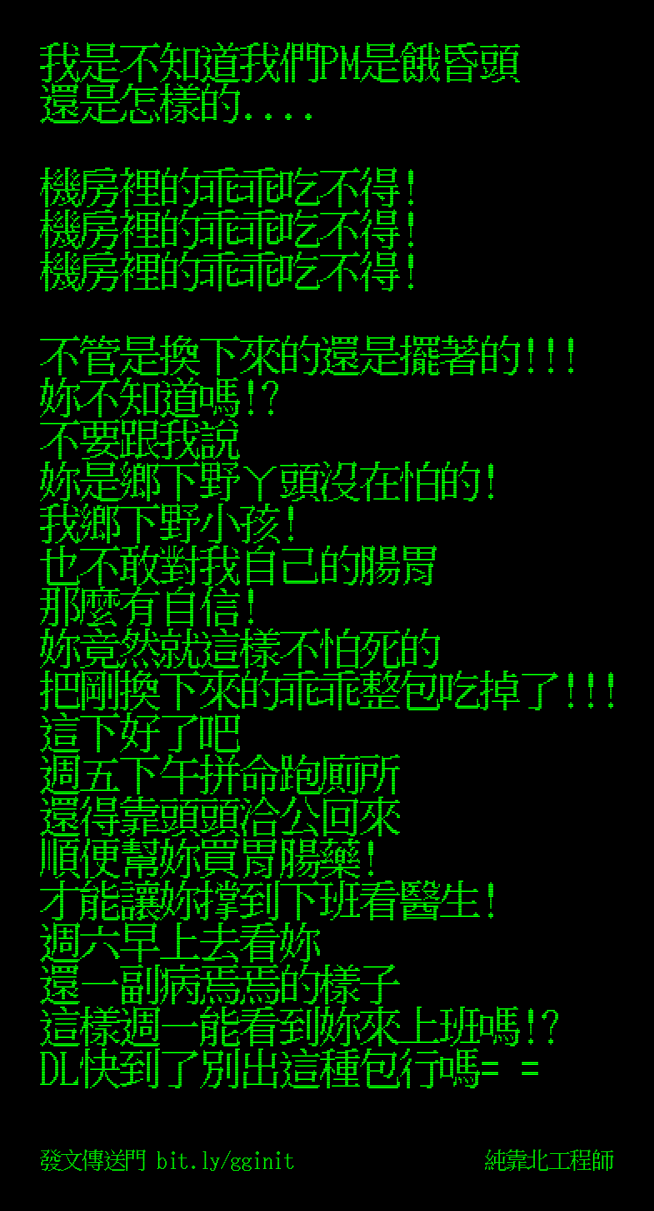 我是不知道我們PM是餓昏頭
還是怎樣的....
機房裡的乖乖吃不得!
機房裡的乖乖吃不得!
機房裡的乖乖吃不得!
不管是換下來的還是擺著的!!!
妳不知道嗎!?
不要跟我說
妳是鄉下野丫頭沒在怕的!
我鄉下野小孩!
也不敢對我自己的腸胃
那麼有自信!
妳竟然就這樣不怕死的
把剛換下來的乖乖整包吃掉了!!!
這下好了吧
週五下午拼命跑廁所
還得靠頭頭洽公回來
順便幫妳買胃腸藥!
才能讓妳撐到下班看醫生!
週六早上去看妳
還一副病焉焉的樣子
這樣週一能看到妳來上班嗎!?
DL快到了別出這種包行嗎= =
發文傳送門 bit.ly/gginit
純靠北工程師